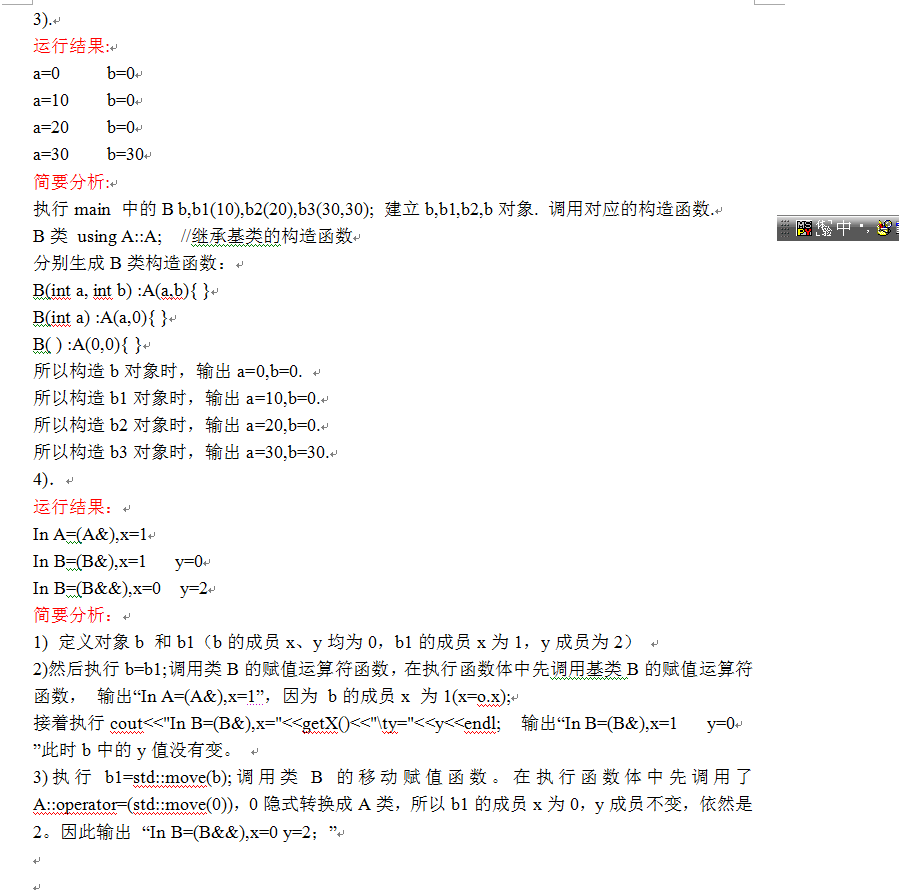 3).
运行结果:
a=0 b=0
a=10 b=0
a=20 b=0
a=30 b=30
简要分析:
执行 main 中的 B b,b1(10),b2(20),b3(30,30); 建立 b,b1,b2,b 对象. 调用对应的构造函数.
B 类 using A::A; //继承基类的构造函数
分别生成 B 类构造函数：
B(int a, int b) :A(a,b){ }
B(int a) :A(a,0){ }
B( ) :A(0,0){ }
所以构造 b 对象时，输出 a=0,b=0.
所以构造 b1 对象时，输出 a=10,b=0.
所以构造 b2 对象时，输出 a=20,b=0.
所以构造 b3 对象时，输出 a=30,b=30.
4).
运行结果：
In A=(A&),x=1
In B=(B&),x=1 y=0
In B=(B&&),x=0 y=2
简要分析：
1) 定义对象 b 和 b1（b 的成员 x、y 均为 0，b1 的成员 x 为 1，y 成员为 2）
2)然后执行 b=b1;调用类 B 的赋值运算符函数，在执行函数体中先调用基类 B 的赋值运算符
函数， 输出“In A=(A&),x=1”，因为 b 的成员 x 为 1(x=o.x);
接着执行 cout<<"In B=(B&),x="<<getX()<<"\ty="<<y<<endl; 输出“In B=(B&),x=1 y=0
”此时 b 中的 y 值没有变。
3)执行 b1=std::move(b);调用类 B 的移动赋值函数。在执行函数体中先调用了
A::operator=(std::move(0))，0 隐式转换成 A 类，所以 b1 的成员 x 为 0，y 成员不变，依然是
2。因此输出 “In B=(B&&),x=0 y=2；”
中